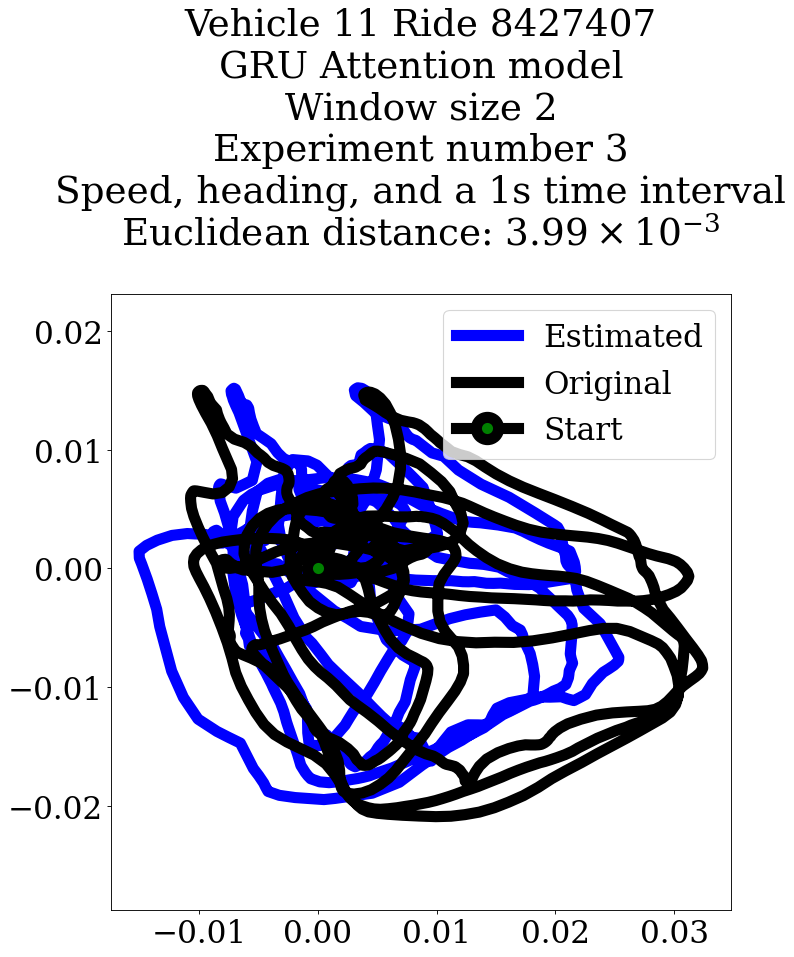 Vehicle 11 Ride 8427407
GRU Attention model
Window size 2
Experiment number 3
Speed, heading, and a 1s time interval
Euclidean distance: 3.99 × 10⁻³
Estimated
Original
Start
0.02
0.01
0.00
−0.01
−0.02
−0.01 0.00 0.01 0.02 0.03